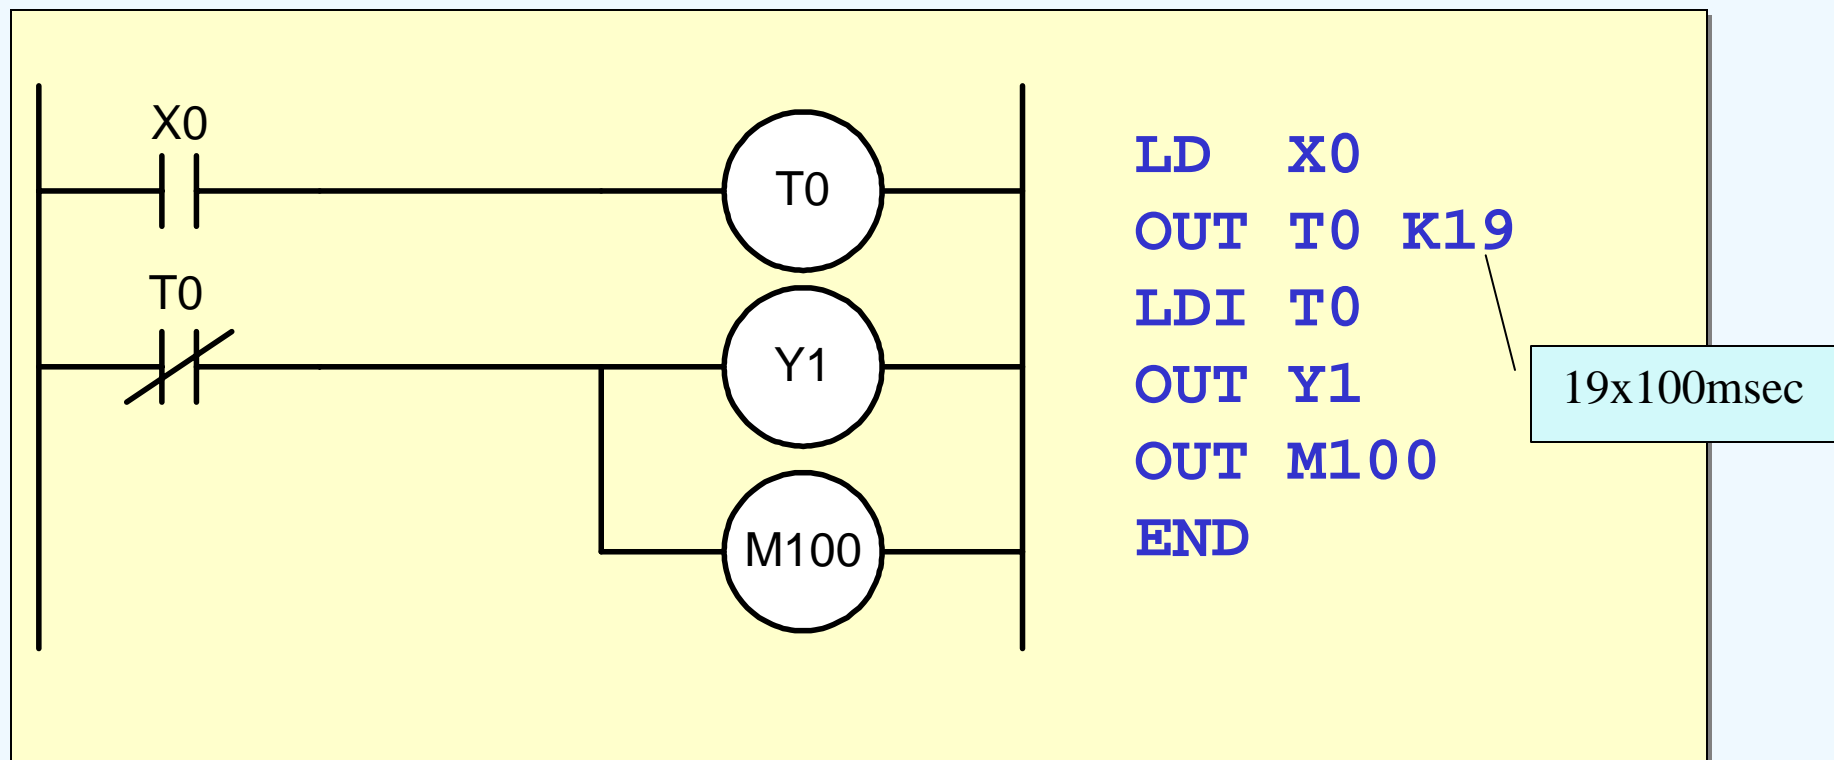 X0
T0
T0
Y1
M100
LD X0
OUT T0 K19
LDI T0
OUT Y1
OUT M100
END
19x100msec